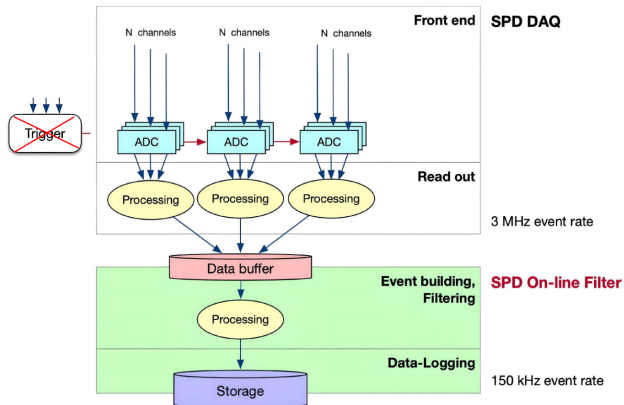 Front end
SPD DAQ
N channels
N channels
N channels
Trigger
ADC
ADC
ADC
Read out
Processing
Processing
Processing
3 MHz event rate
Data buffer
Event building,
Filtering
SPD On-line Filter
Processing
Data-Logging
Storage
150 kHz event rate